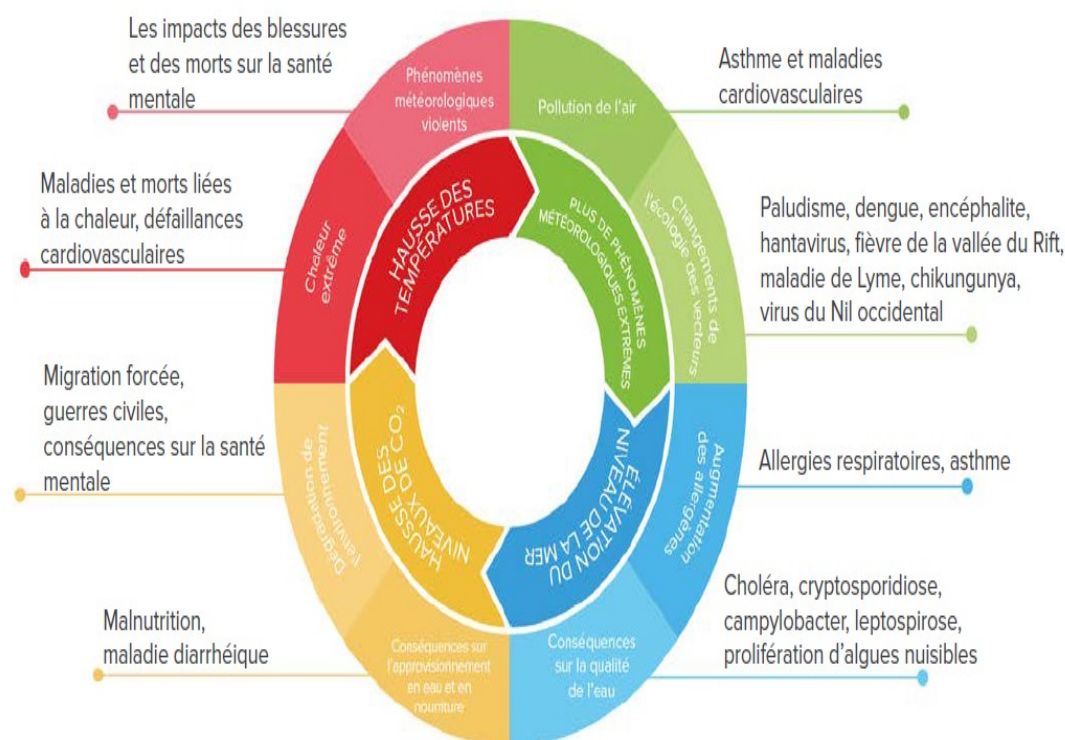 Les impacts des blessures
et des morts sur la santé
mentale
Phénomènes
météorologiques
violents
Pollution de l'air
Asthme et maladies
cardiovasculaires
Maladies et morts liées
à la chaleur, défaillances
cardiovasculaires
Chaleur
extrême
HAUSSE DES
TEMPÉRATURES
PLUS DE PHÉNOMÈNES
MÉTÉOROLOGIQUES EXTRÊMES
Changements de
l'écologie des vecteurs
Paludisme, dengue, encéphalite,
hantavirus, fièvre de la vallée du Rift,
maladie de Lyme, chikungunya,
virus du Nil occidental
Migration forcée,
guerres civiles,
conséquences sur la santé
mentale
Dégradation de
l'environnement
HAUSSE DES
NIVEAUX DE CO₂
ÉLÉVATION DU
NIVEAU DE LA MER
Augmentation
des allergènes
Allergies respiratoires, asthme
Malnutrition,
maladie diarrhéique
Conséquences sur
l'approvisionnement
en eau et en
nourriture
Conséquences
sur la qualité
de l'eau
Choléra, cryptosporidiose,
campylobacter, leptospirose,
prolifération d'algues nuisibles